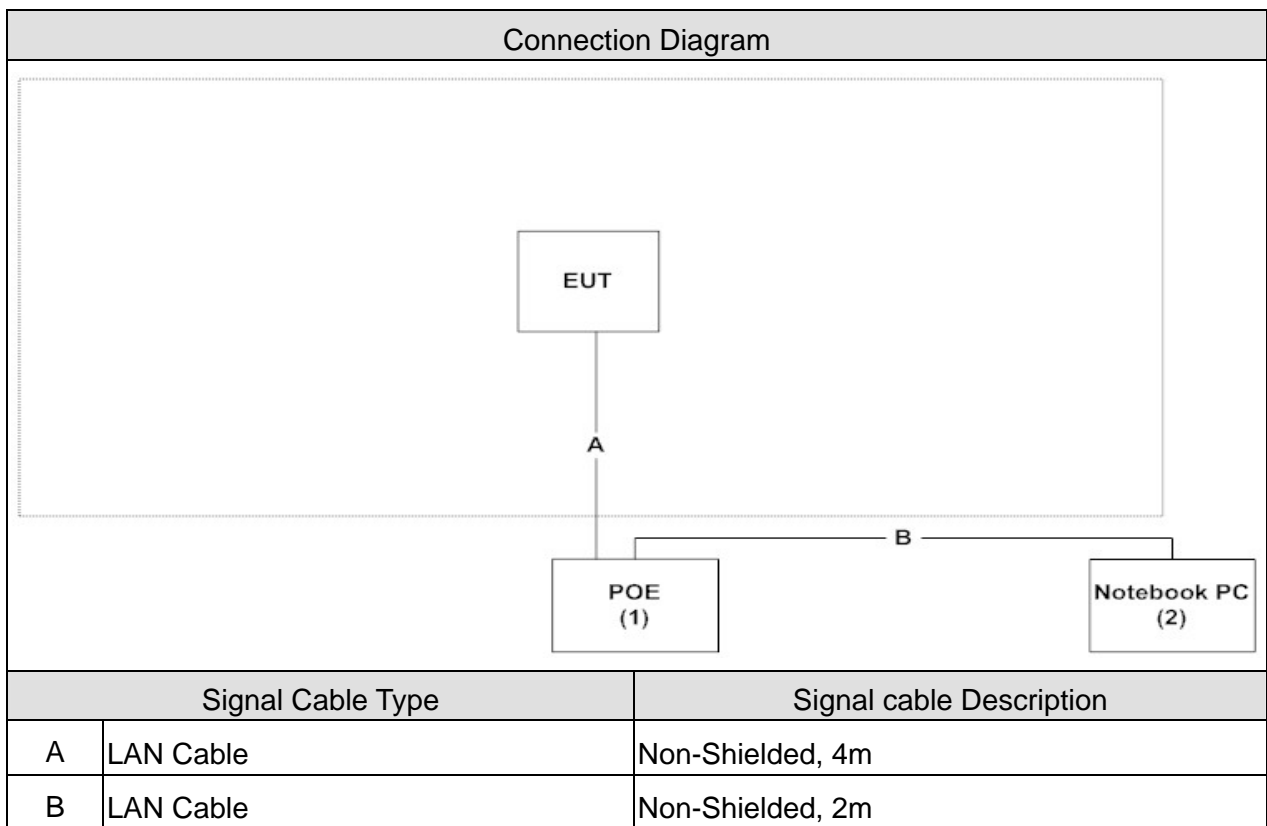 Connection Diagram
EUT
A
B
POE
(1)
Notebook PC
(2)
Signal Cable Type Signal cable Description
A LAN Cable Non-Shielded, 4m
B LAN Cable Non-Shielded, 2m